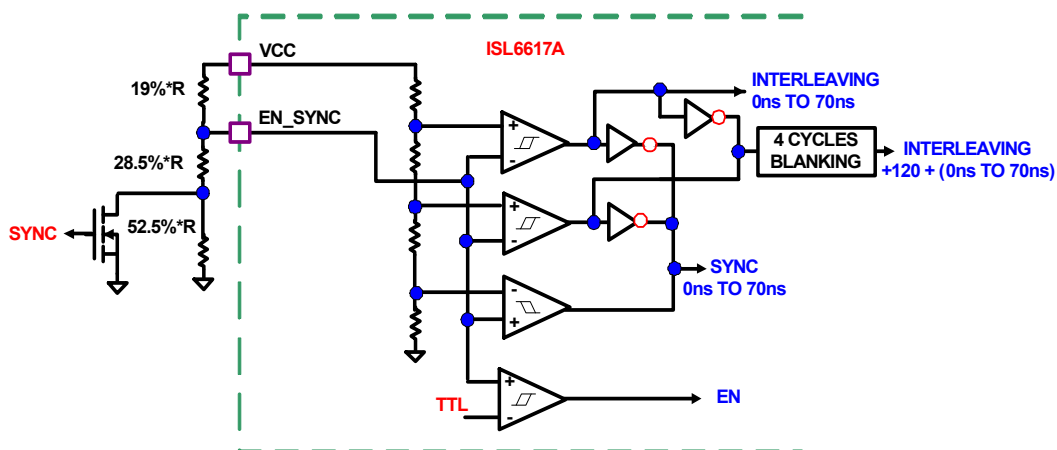 ISL6617A
VCC
19%*R
EN_SYNC
28.5%*R
52.5%*R
SYNC
+
-
+
-
-
+
+
-
TTL
INTERLEAVING
0ns TO 70ns
4 CYCLES
BLANKING
INTERLEAVING
+120 + (0ns TO 70ns)
SYNC
0ns TO 70ns
EN